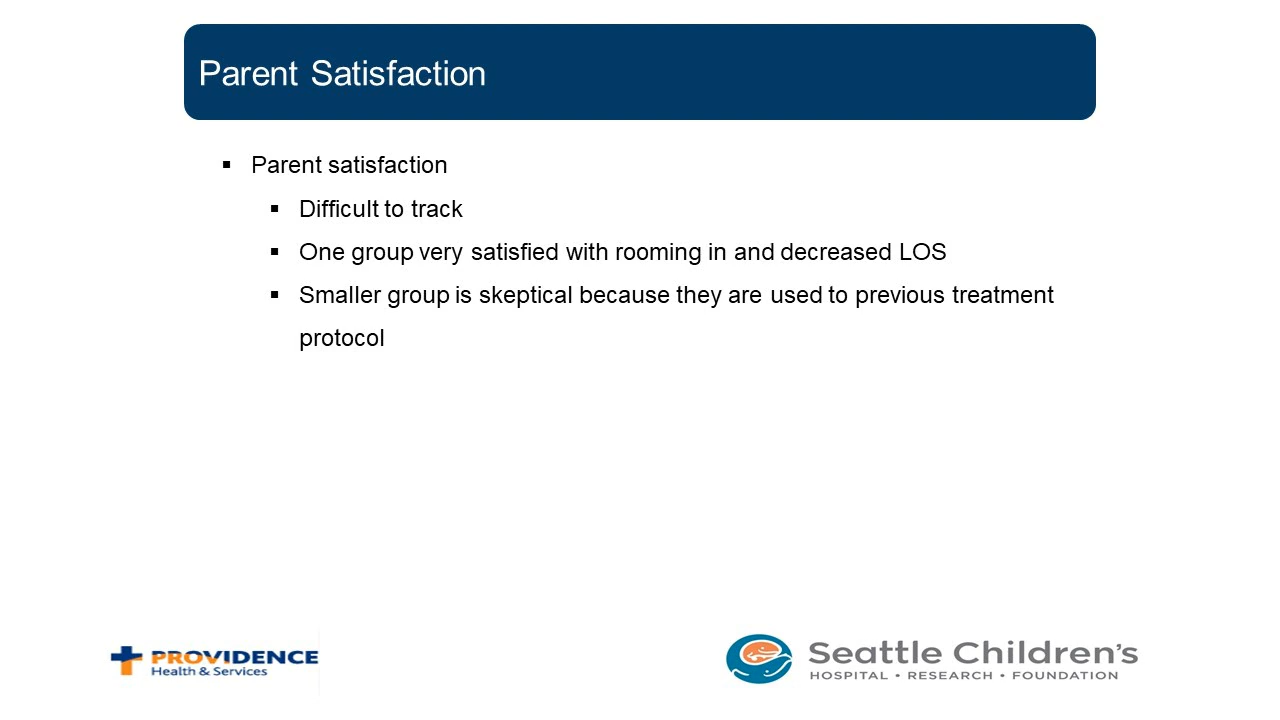 Parent Satisfaction
▪ Parent satisfaction
▪ Difficult to track
▪ One group very satisfied with rooming in and decreased LOS
▪ Smaller group is skeptical because they are used to previous treatment
protocol
PROVIDENCE
Health & Services
Seattle Children's
HOSPITAL • RESEARCH • FOUNDATION